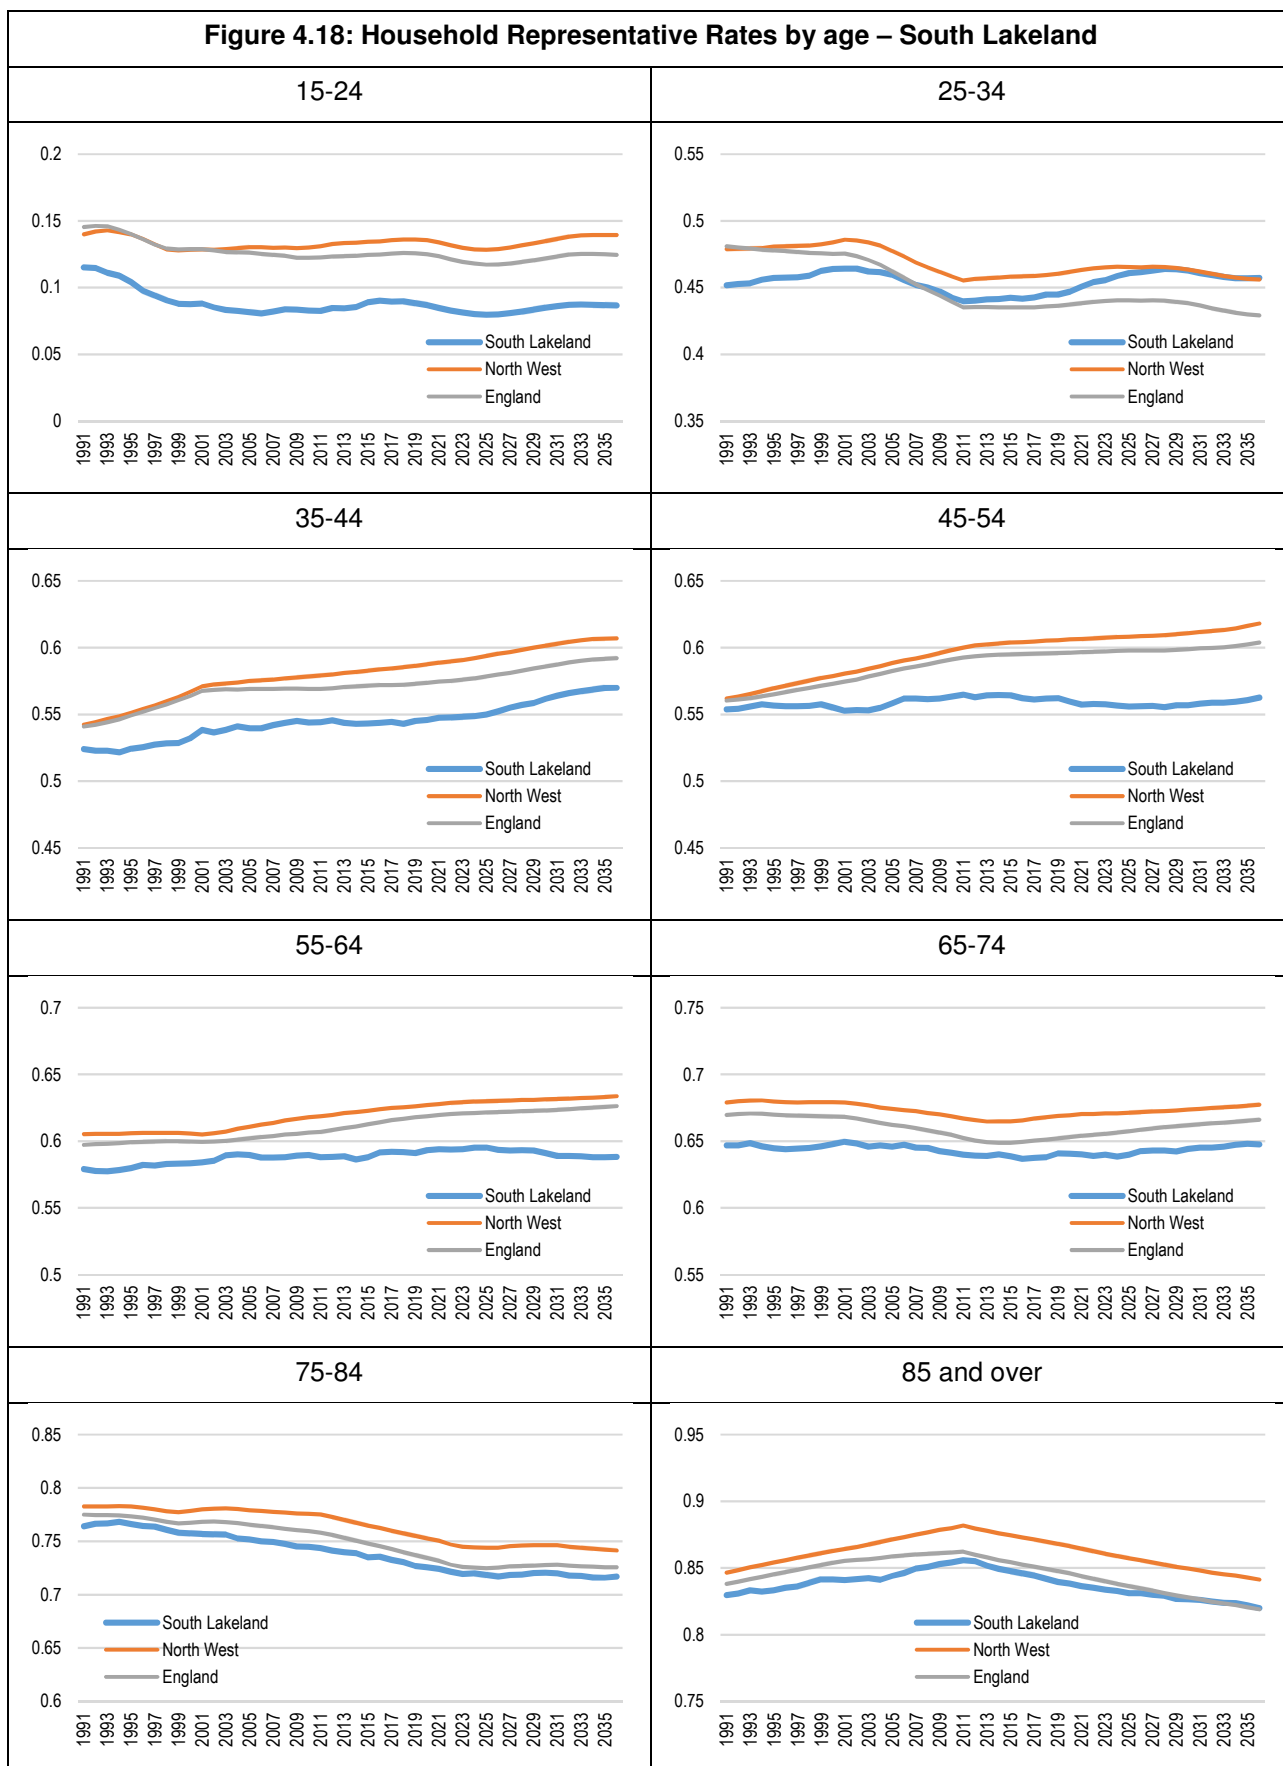 Figure 4.18: Household Representative Rates by age – South Lakeland
15-24
25-34
0.2
0.15
0.1
0.05
0
South Lakeland
North West
England
1991 1993 1995 1997 1999 2001 2003 2005 2007 2009 2011 2013 2015 2017 2019 2021 2023 2025 2027 2029 2031 2033 2035
0.55
0.5
0.45
0.4
0.35
South Lakeland
North West
England
1991 1993 1995 1997 1999 2001 2003 2005 2007 2009 2011 2013 2015 2017 2019 2021 2023 2025 2027 2029 2031 2033 2035
35-44
45-54
0.65
0.6
0.55
0.5
0.45
South Lakeland
North West
England
1991 1993 1995 1997 1999 2001 2003 2005 2007 2009 2011 2013 2015 2017 2019 2021 2023 2025 2027 2029 2031 2033 2035
0.65
0.6
0.55
0.5
0.45
South Lakeland
North West
England
1991 1993 1995 1997 1999 2001 2003 2005 2007 2009 2011 2013 2015 2017 2019 2021 2023 2025 2027 2029 2031 2033 2035
55-64
65-74
0.7
0.65
0.6
0.55
0.5
South Lakeland
North West
England
1991 1993 1995 1997 1999 2001 2003 2005 2007 2009 2011 2013 2015 2017 2019 2021 2023 2025 2027 2029 2031 2033 2035
0.75
0.7
0.65
0.6
0.55
South Lakeland
North West
England
1991 1993 1995 1997 1999 2001 2003 2005 2007 2009 2011 2013 2015 2017 2019 2021 2023 2025 2027 2029 2031 2033 2035
75-84
85 and over
0.85
0.8
0.75
0.7
0.65
0.6
South Lakeland
North West
England
1991 1993 1995 1997 1999 2001 2003 2005 2007 2009 2011 2013 2015 2017 2019 2021 2023 2025 2027 2029 2031 2033 2035
0.95
0.9
0.85
0.8
0.75
South Lakeland
North West
England
1991 1993 1995 1997 1999 2001 2003 2005 2007 2009 2011 2013 2015 2017 2019 2021 2023 2025 2027 2029 2031 2033 2035